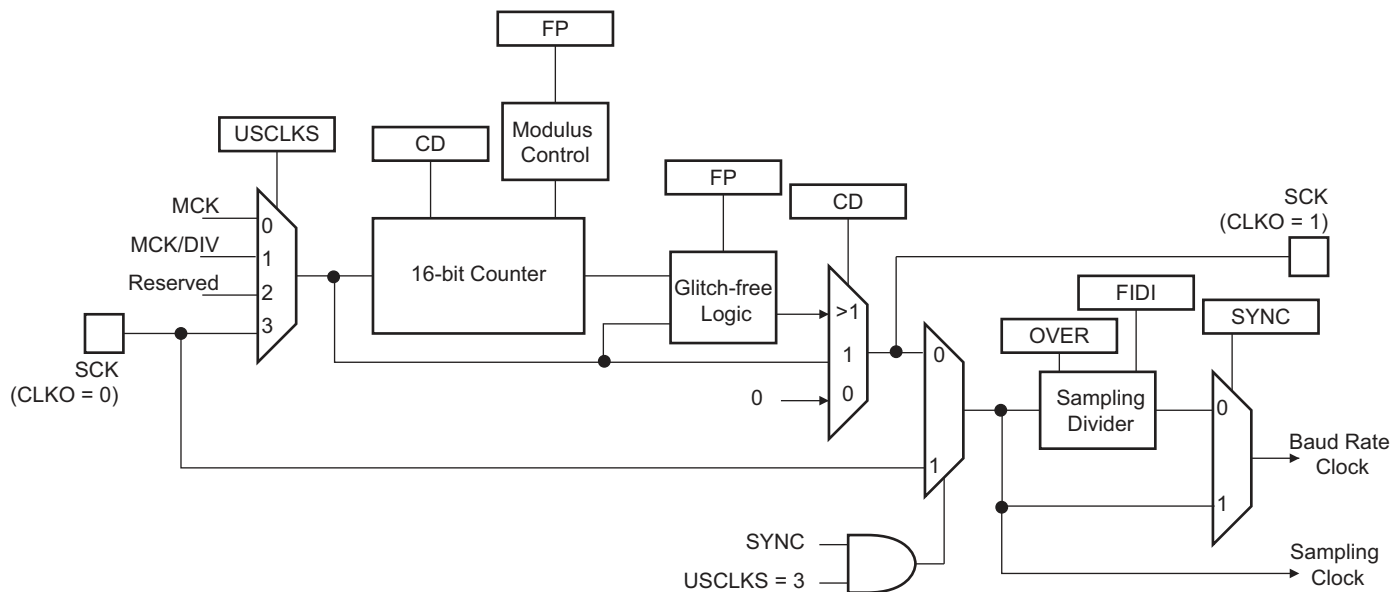 FP
USCLKS
CD
Modulus
Control
FP
CD
SCK
(CLKO = 1)
MCK
0
MCK/DIV
1
16-bit Counter
Reserved
2
Glitch-free
Logic
>1
FIDI
3
SYNC
OVER
SCK
(CLKO = 0)
1
0
0
0
Sampling
Divider
0
Baud Rate
Clock
1
1
SYNC
USCLKS = 3
Sampling
Clock